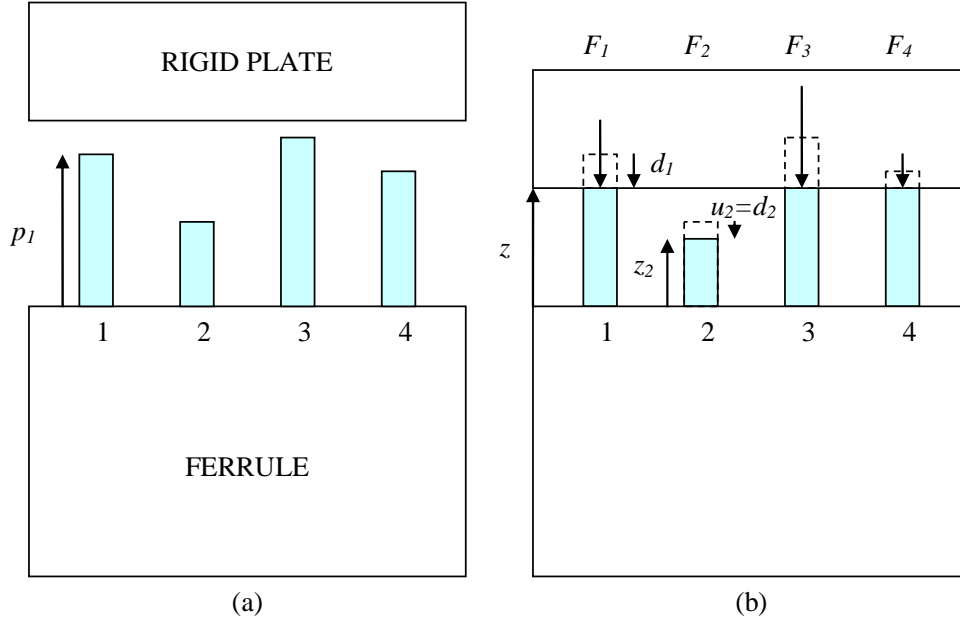 RIGID PLATE
p1
1 2 3 4
FERRULE
(a)
F1 F2 F3 F4
d1
u2=d2
z
z2
1 2 3 4
(b)